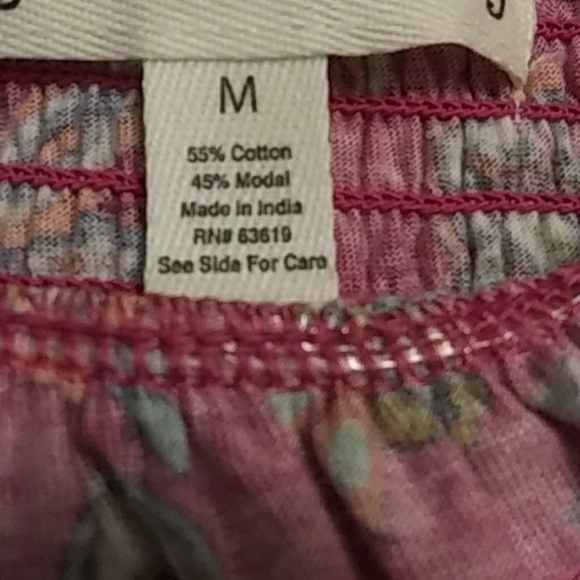 M
55% Cotton
45% Modal
Made in India
RN# 63619
See Side For Care